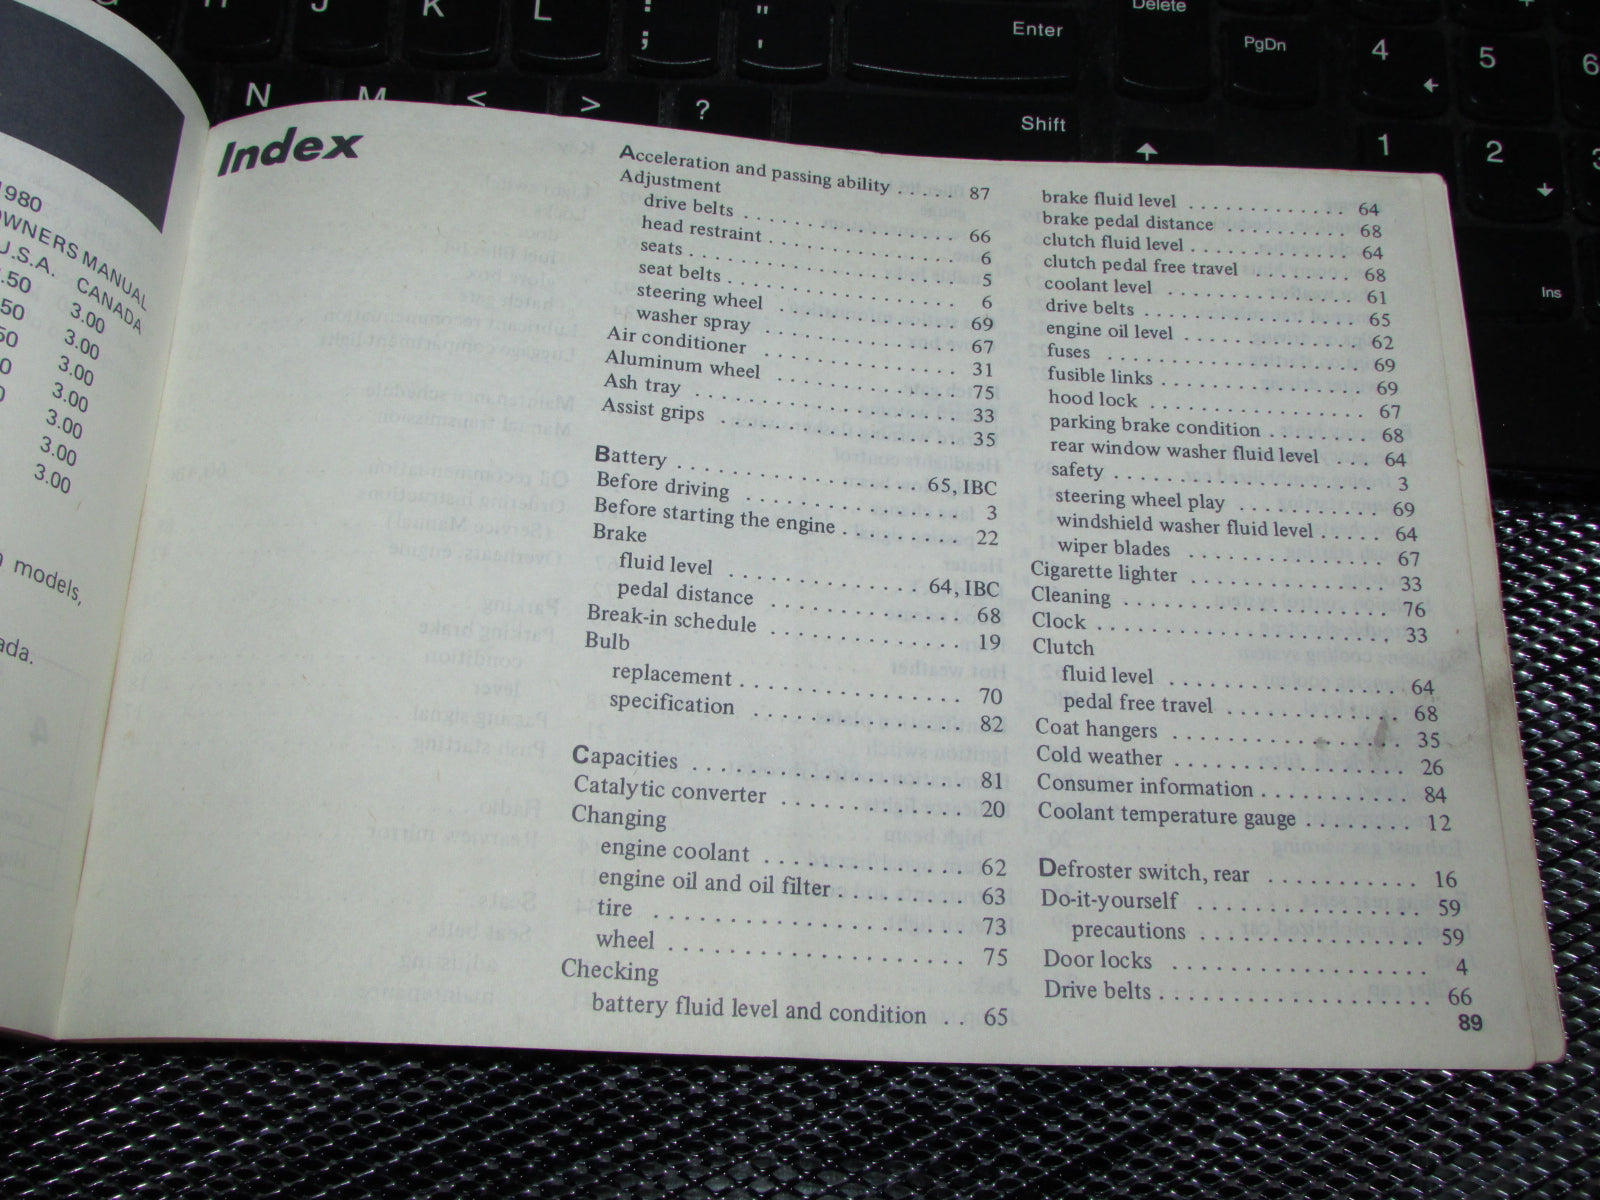 N M < > ?
K L : ; " '
Enter
Shift
Delete
PgDn
4 5 6
1 2 3
Ins
1980
OWNERS MANUAL
U.S.A. CANADA
.50 3.00
.50 3.00
50 3.00
0 3.00
3.00
3.00
3.00
models,
ada.
Index
Acceleration and passing ability . . . . . 87
Adjustment
drive belts . . . . . . . . . . . . . . . . 66
head restraint . . . . . . . . . . . . . . 6
seats . . . . . . . . . . . . . . . . . . . . 5
seat belts . . . . . . . . . . . . . . . . . 6
steering wheel . . . . . . . . . . . . . . 69
washer spray . . . . . . . . . . . . . . . 67
Air conditioner . . . . . . . . . . . . . . . 31
Aluminum wheel . . . . . . . . . . . . . . 75
Ash tray . . . . . . . . . . . . . . . . . . . 33
Assist grips . . . . . . . . . . . . . . . . . 35
Battery . . . . . . . . . . . . . . . . . 65, IBC
Before driving . . . . . . . . . . . . . . . . 3
Before starting the engine . . . . . . . . . 22
Brake
fluid level . . . . . . . . . . . . . 64, IBC
pedal distance . . . . . . . . . . . . . . 68
Break-in schedule . . . . . . . . . . . . . . 19
Bulb
replacement . . . . . . . . . . . . . . . . 70
specification . . . . . . . . . . . . . . . 82
Capacities . . . . . . . . . . . . . . . . . . 81
Catalytic converter . . . . . . . . . . . . . 20
Changing
engine coolant . . . . . . . . . . . . . . 62
engine oil and oil filter . . . . . . . . . 63
tire . . . . . . . . . . . . . . . . . . . . . 73
wheel . . . . . . . . . . . . . . . . . . . . 75
Checking
battery fluid level and condition . . 65
brake fluid level . . . . . . . . . . . . . 64
brake pedal distance . . . . . . . . . . . 68
clutch fluid level . . . . . . . . . . . . . 64
clutch pedal free travel . . . . . . . . . 68
coolant level . . . . . . . . . . . . . . . 61
drive belts . . . . . . . . . . . . . . . . . 65
engine oil level . . . . . . . . . . . . . . 62
fuses . . . . . . . . . . . . . . . . . . . . 69
fusible links . . . . . . . . . . . . . . . . 69
hood lock . . . . . . . . . . . . . . . . . 67
parking brake condition . . . . . . . . 68
rear window washer fluid level . . . 64
safety . . . . . . . . . . . . . . . . . . . . 3
steering wheel play . . . . . . . . . . . 69
windshield washer fluid level . . . . . 64
wiper blades . . . . . . . . . . . . . . . 67
Cigarette lighter . . . . . . . . . . . . . . 33
Cleaning . . . . . . . . . . . . . . . . . . . 76
Clock . . . . . . . . . . . . . . . . . . . . . 33
Clutch
fluid level . . . . . . . . . . . . . . . . . 64
pedal free travel . . . . . . . . . . . . . 68
Coat hangers . . . . . . . . . . . . . . . . 35
Cold weather . . . . . . . . . . . . . . . . 26
Consumer information . . . . . . . . . . . 84
Coolant temperature gauge . . . . . . . . 12
Defroster switch, rear . . . . . . . . . . . 16
Do-it-yourself . . . . . . . . . . . . . . . . 59
precautions . . . . . . . . . . . . . . . . 59
Door locks . . . . . . . . . . . . . . . . . . 4
Drive belts . . . . . . . . . . . . . . . . . . 66
89